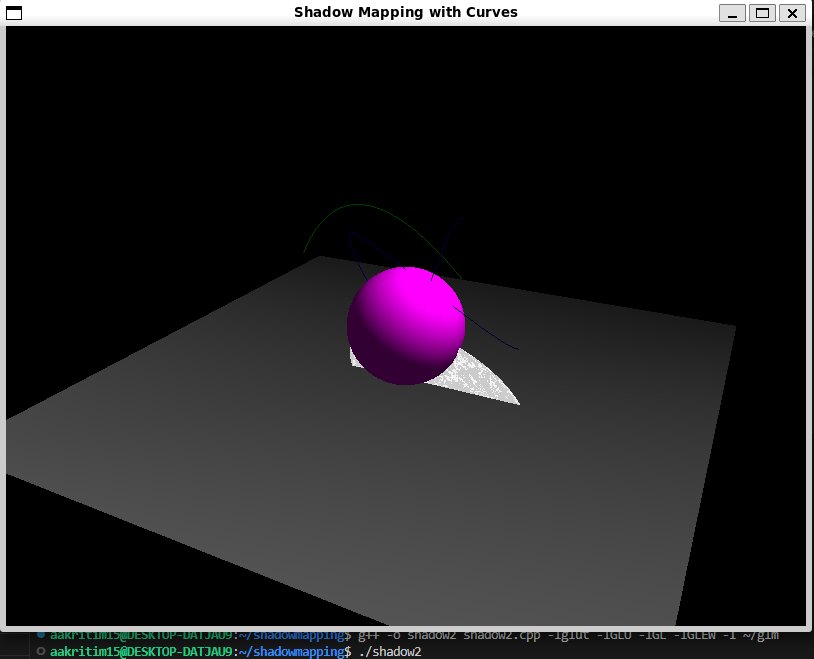 Shadow Mapping with Curves
aakritim15@DESKTOP-DATJAU9:~/shadowmapping$ g++ -o shadow2 shadow2.cpp -lglut -lGLU -lGL -lGLEW -I ~/glm
aakritim15@DESKTOP-DATJAU9:~/shadowmapping$ ./shadow2